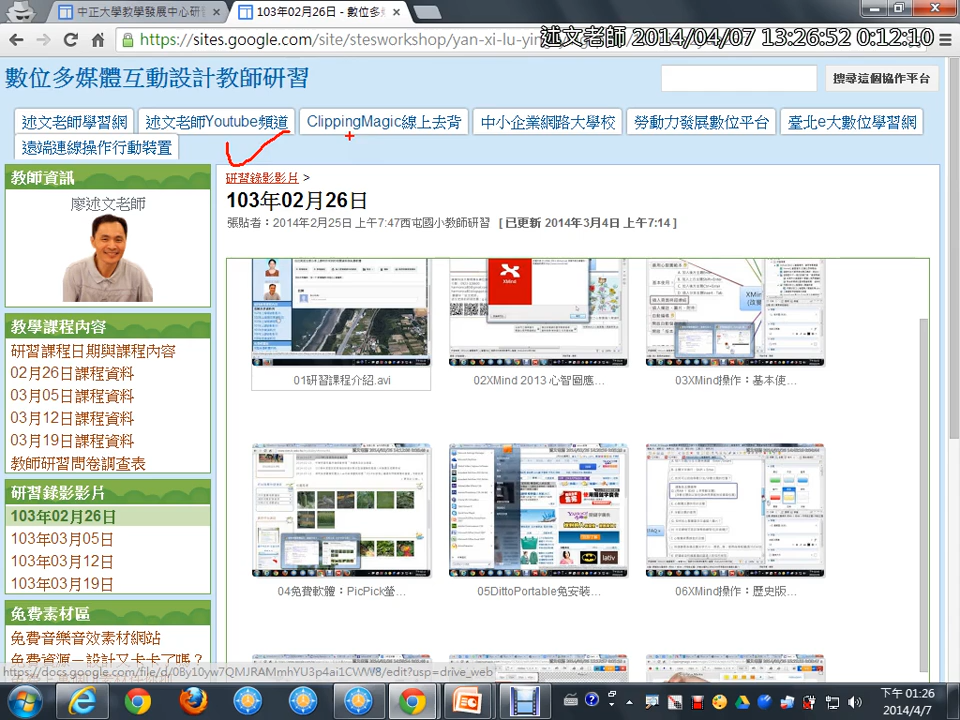 中正大學教學發展中心研
103年02月26日 - 數位多
https://sites.google.com/site/stesworkshop/yan-xi-lu-yin
述文老師 2014/04/07 13:26:52 0:12:10
數位多媒體互動設計教師研習
搜尋這個協作平台
述文老師學習網
述文老師Youtube頻道
ClippingMagic線上去背
中小企業網路大學校
勞動力發展數位平台
臺北e大數位學習網
遠端連線操作行動裝置
教師資訊
廖述文老師
教學課程內容
研習課程日期與課程內容
02月26日課程資料
03月05日課程資料
03月12日課程資料
03月19日課程資料
教師研習問卷調查表
研習錄影影片
103年02月26日
103年03月05日
103年03月12日
103年03月19日
免費素材區
免費音樂音效素材網站
免費資源－設計又卡卡了嗎？
研習錄影影片 >
103年02月26日
張貼者：2014年2月25日 上午7:47西屯國小教師研習 [ 已更新 2014年3月4日 上午7:14 ]
XMind
01研習課程介紹.avi
02XMind 2013 心智圖應...
03XMind操作：基本使...
04免費軟體：PicPick螢...
05DittoPortable免安裝...
06XMind操作：歷史版...
https://docs.google.com/file/d/0By10yw7QMJRAMmhYU3p4ai1CWW8/edit?usp=drive_web
下午 01:26
2014/4/7